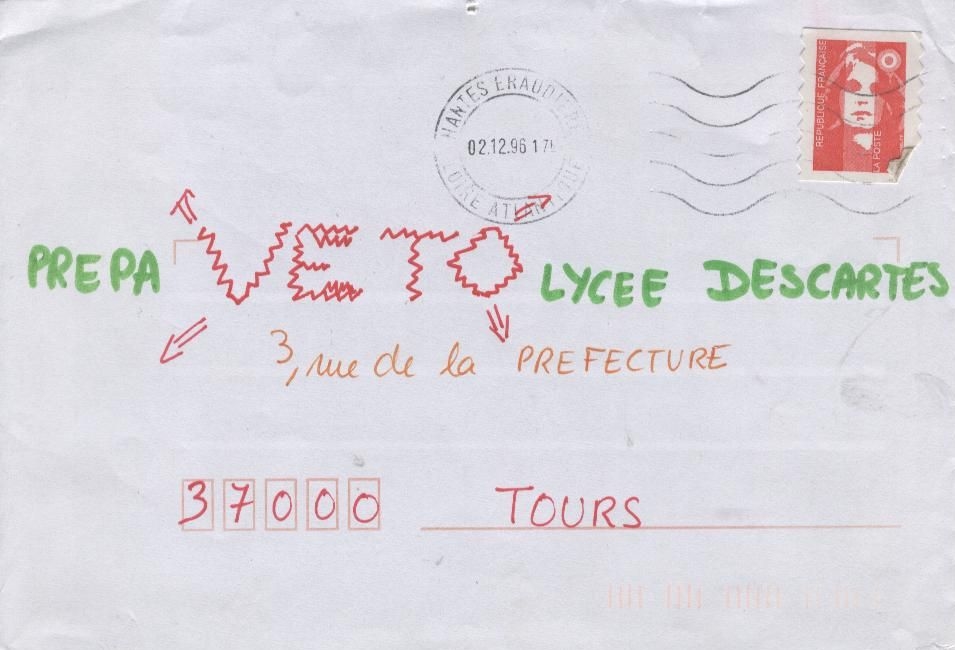 REPUBLIQUE FRANÇAISE
LA POSTE
NANTES ERAUDIERE
02.12.96 17
LOIRE ATLANTIQUE
PREPA VETO LYCEE DESCARTES
3, rue de la PREFECTURE
37000 TOURS